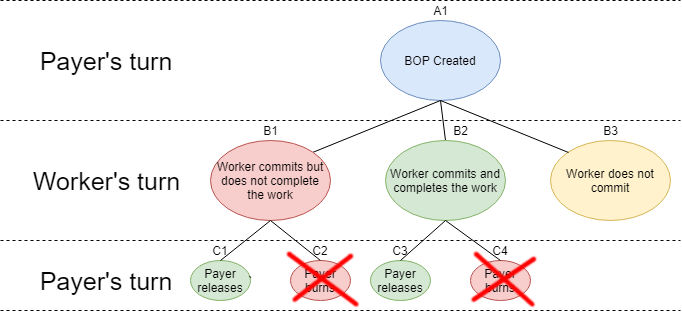 A1
Payer's turn
BOP Created
B1
B2
B3
Worker's turn
Worker commits but
does not complete
the work
Worker commits and
completes the work
Worker does not
commit
C1
C2
C3
C4
Payer's turn
Payer
releases
Payer
burns
Payer
releases
Payer
burns